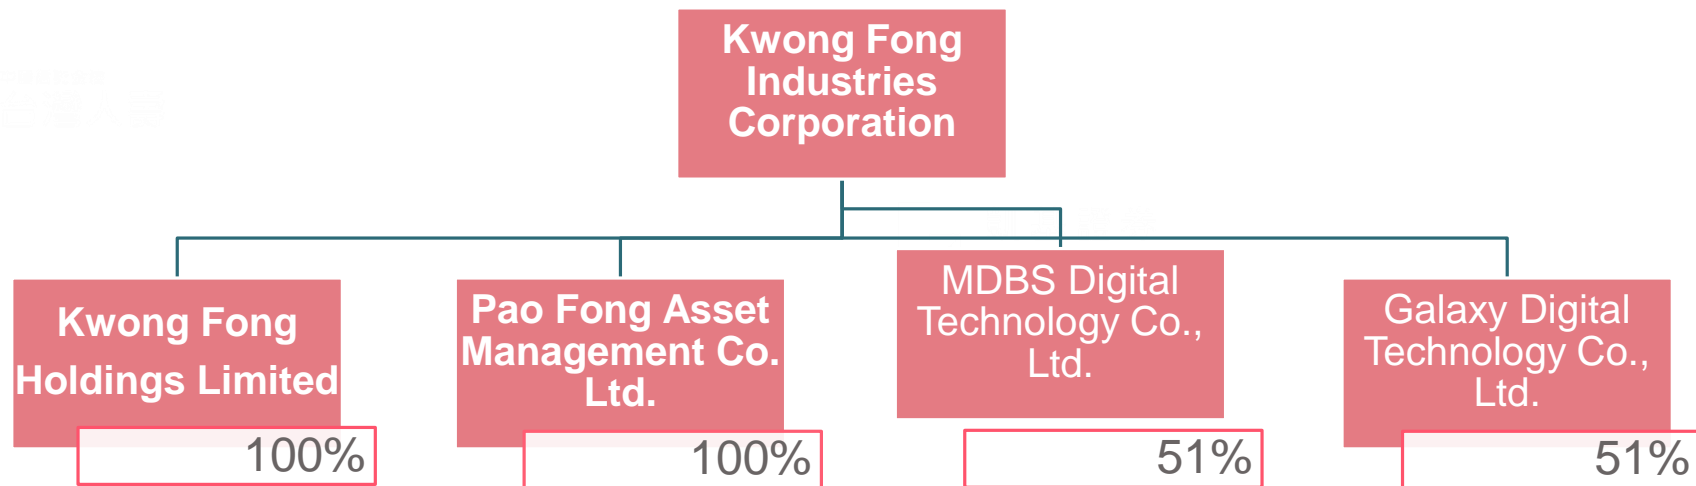 Kwong Fong
Industries
Corporation
Kwong Fong
Holdings Limited
100%
Pao Fong Asset
Management Co.
Ltd.
100%
MDBS Digital
Technology Co.,
Ltd.
51%
Galaxy Digital
Technology Co.,
Ltd.
51%